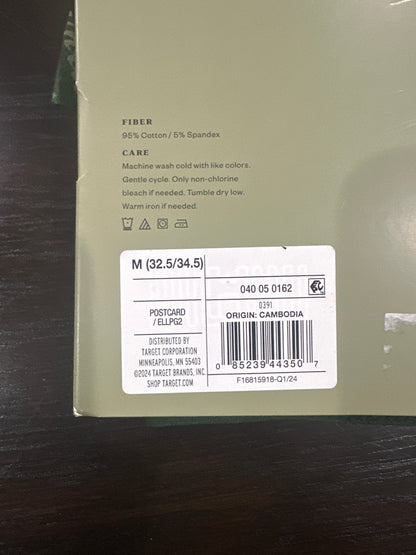 FIBER
95% Cotton / 5% Spandex
CARE
Machine wash cold with like colors.
Gentle cycle. Only non-chlorine
bleach if needed. Tumble dry low.
Warm iron if needed.
M (32.5/34.5)
040 05 0162
0391
POSTCARD
/ELLPG2
ORIGIN: CAMBODIA
DISTRIBUTED BY
TARGET CORPORATION
MINNEAPOLIS, MN 55403
©2024 TARGET BRANDS, INC.
SHOP TARGET.COM
0 85239 44350 7
F16815918-Q1/24